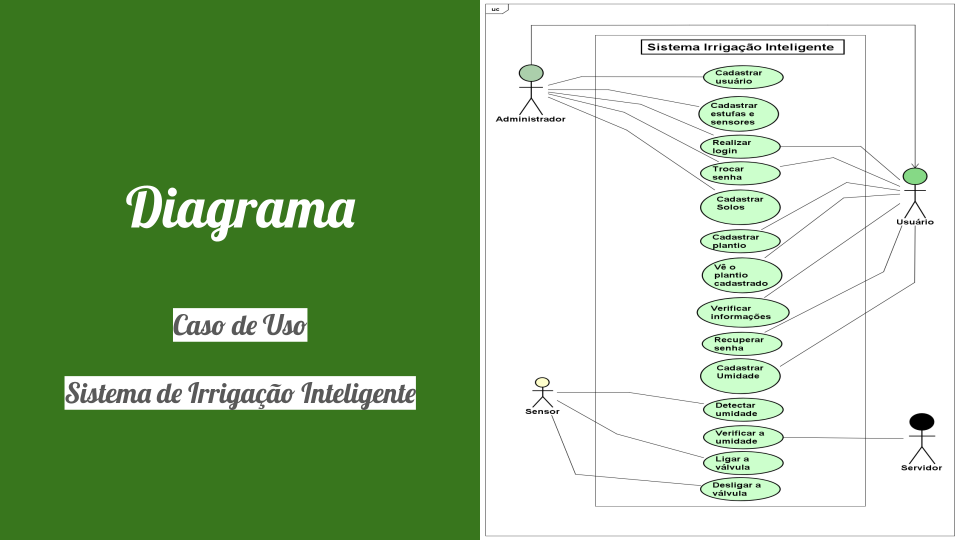 Diagrama
Caso de Uso
Sistema de Irrigação Inteligente
uc
Sistema Irrigação Inteligente
Administrador
Cadastrar
usuário
Cadastrar
estufas e
sensores
Realizar
login
Trocar
senha
Cadastrar
Solos
Usuário
Cadastrar
plantio
Vê o
plantio
cadastrado
Verificar
informações
Recuperar
senha
Cadastrar
Umidade
Sensor
Detectar
umidade
Verificar a
umidade
Servidor
Ligar a
válvula
Desligar a
válvula